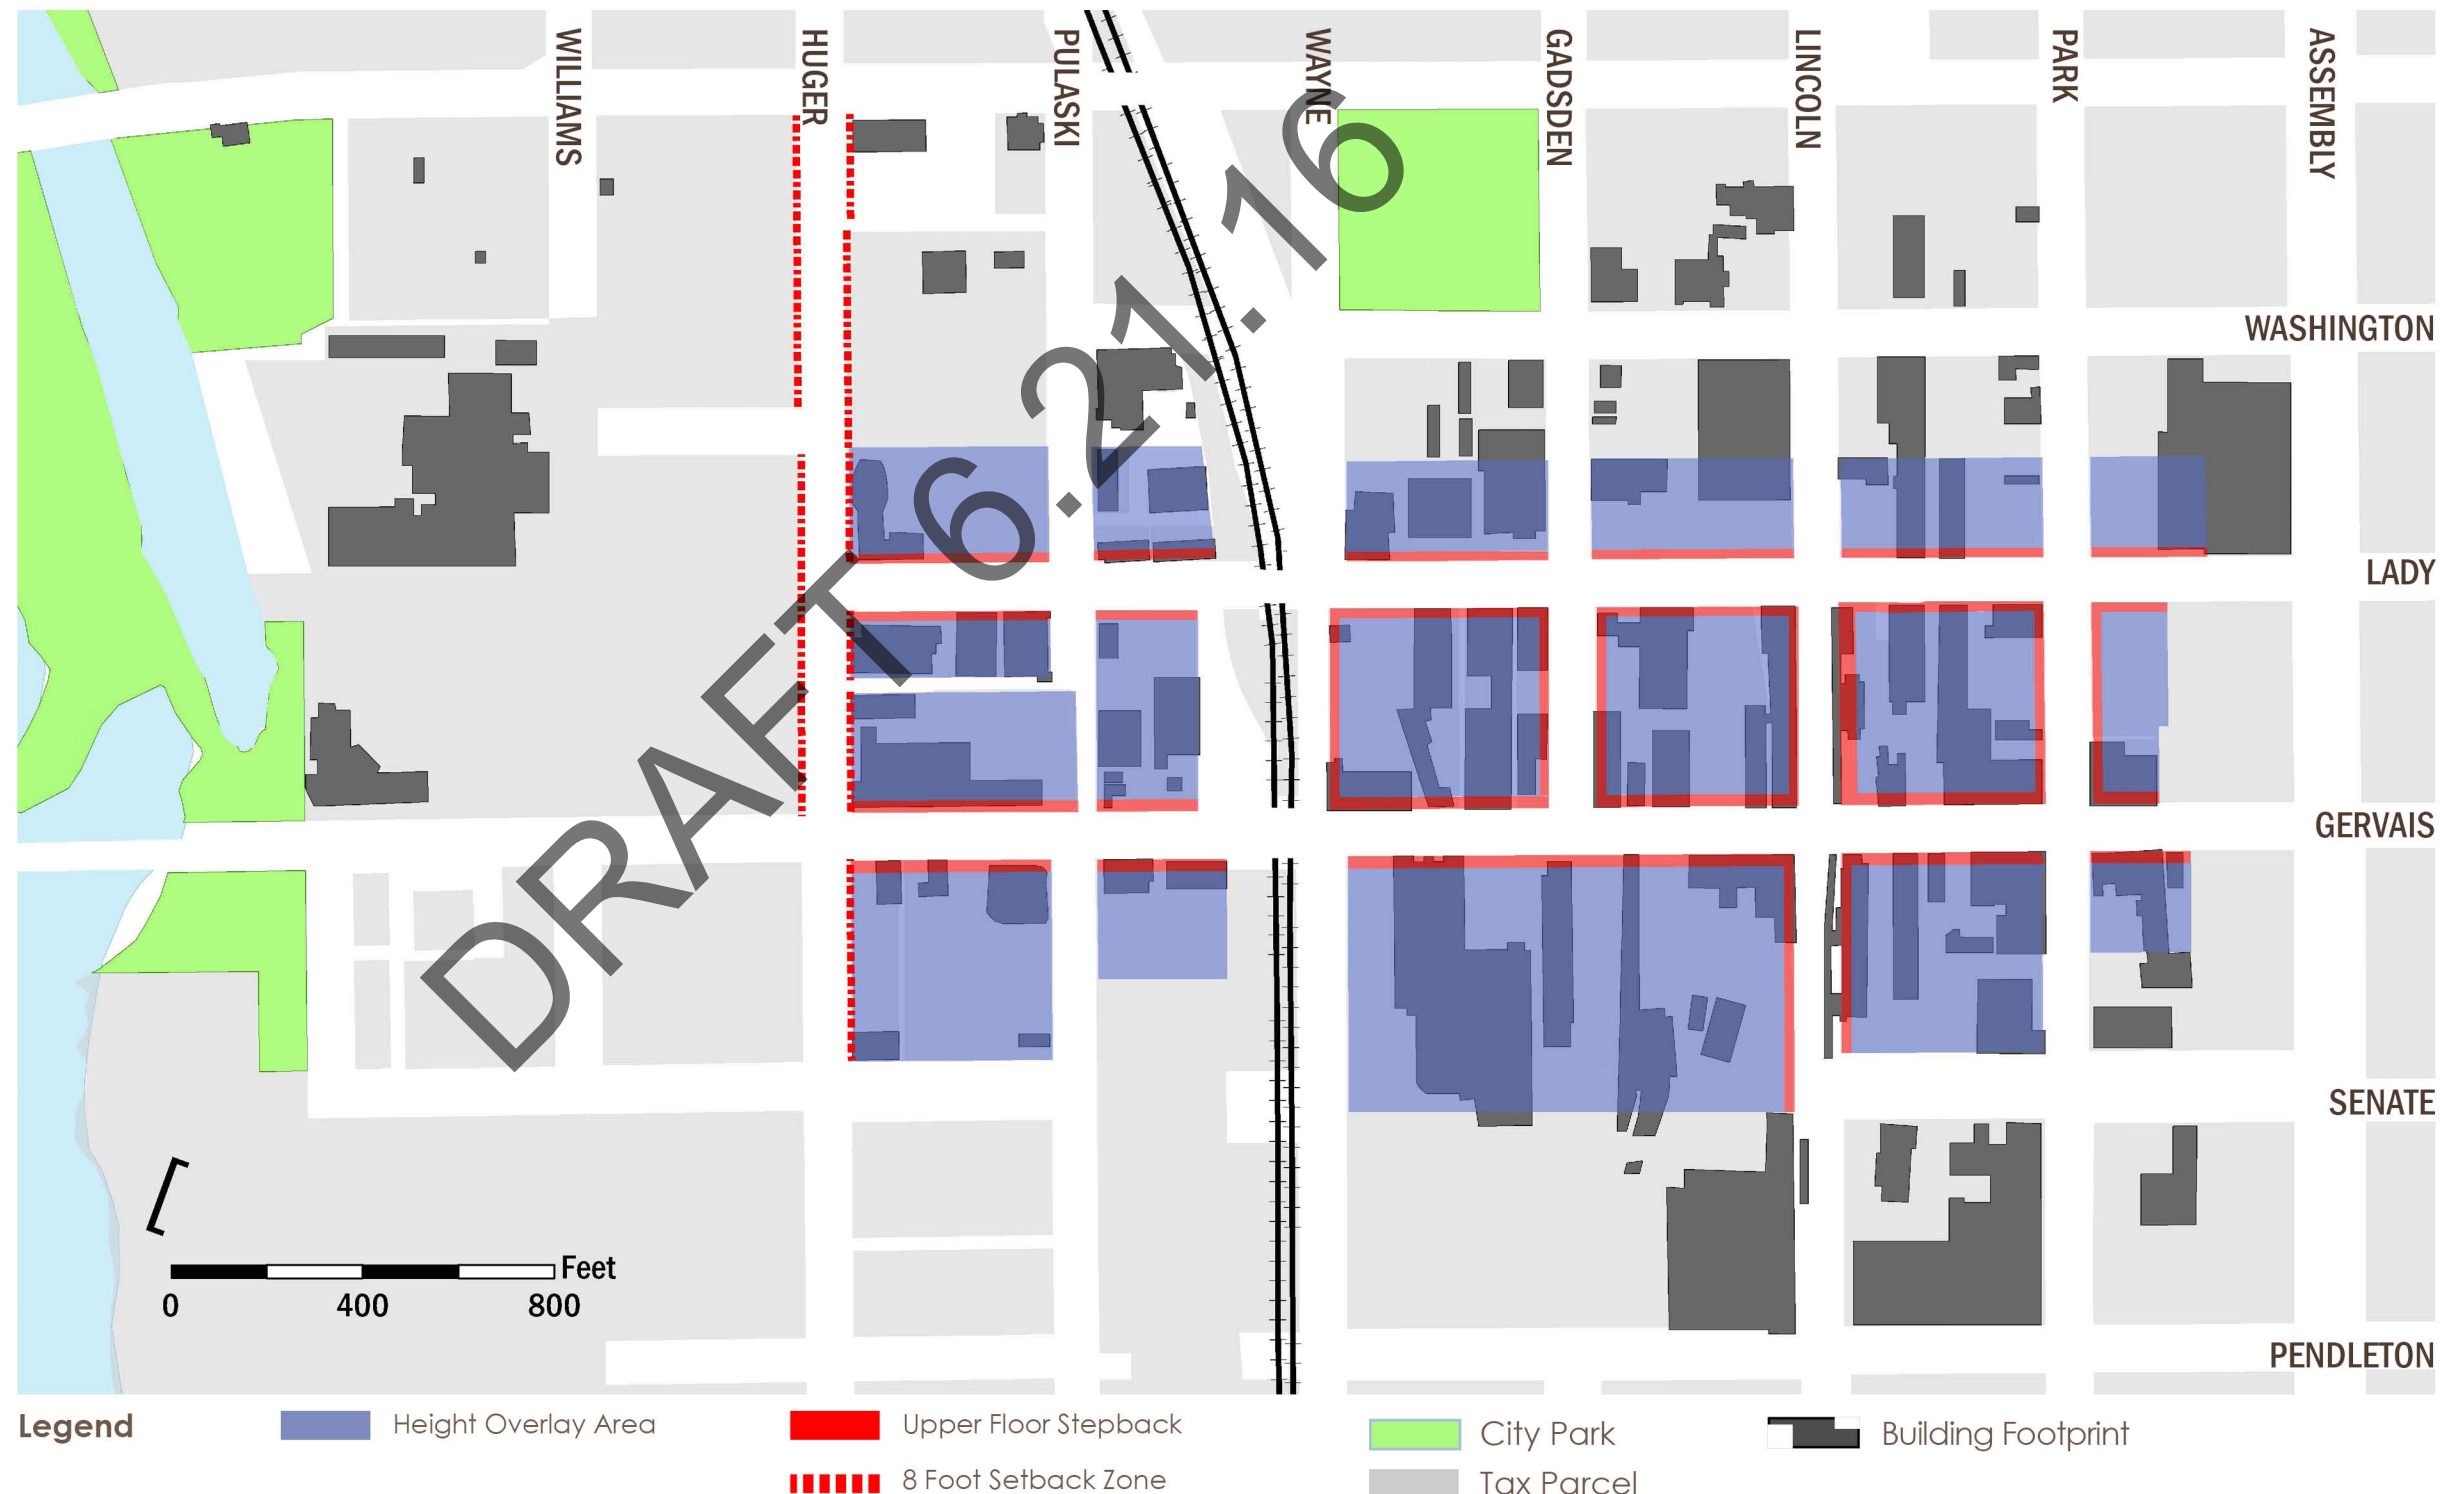 WILLIAMS
HUGER
PULASKI
WAYNE
GADSDEN
LINCOLN
PARK
ASSEMBLY
WASHINGTON
LADY
GERVAIS
SENATE
PENDLETON
DRAFT 6.21.16
Feet
0 400 800
Legend
Height Overlay Area
Upper Floor Stepback
8 Foot Setback Zone
City Park
Tax Parcel
Building Footprint